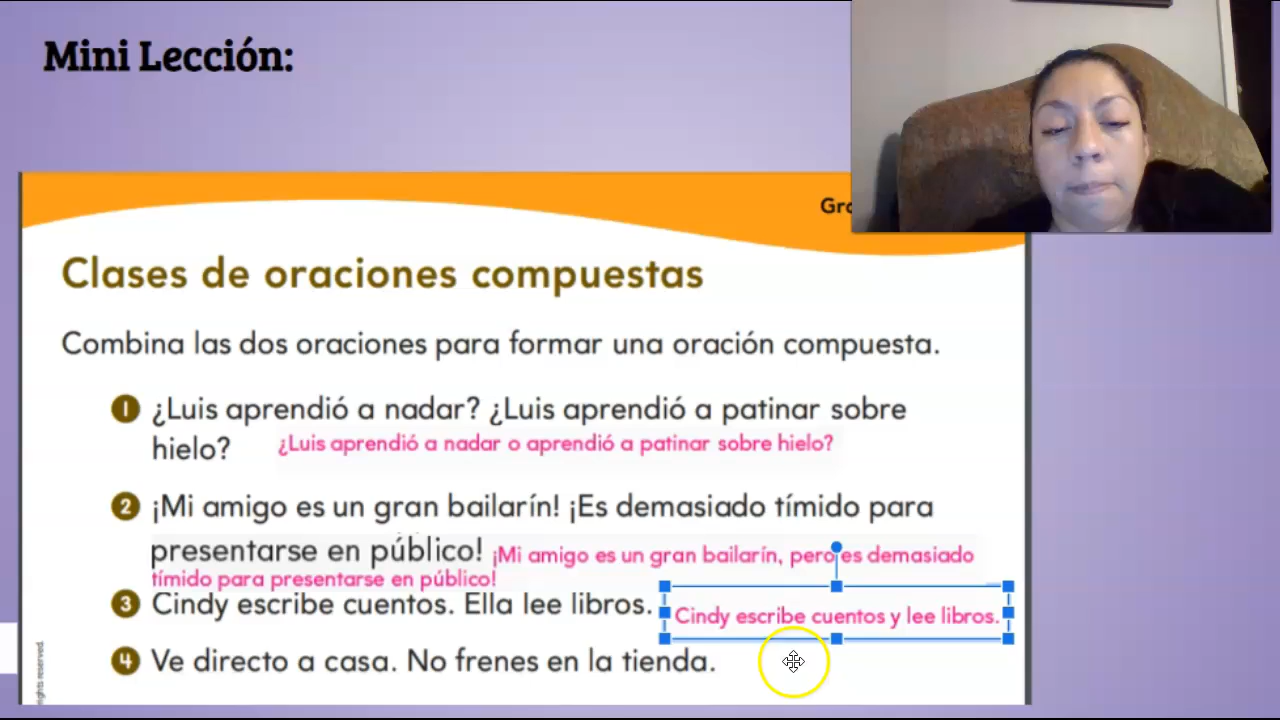 Mini Lección:
Clases de oraciones compuestas
Combina las dos oraciones para formar una oración compuesta.
1 ¿Luis aprendió a nadar? ¿Luis aprendió a patinar sobre
hielo? ¿Luis aprendió a nadar o aprendió a patinar sobre hielo?
2 ¡Mi amigo es un gran bailarín! ¡Es demasiado tímido para
presentarse en público! ¡Mi amigo es un gran bailarín, pero es demasiado
tímido para presentarse en público!
3 Cindy escribe cuentos. Ella lee libros. Cindy escribe cuentos y lee libros.
4 Ve directo a casa. No frenes en la tienda.
rights reserved.